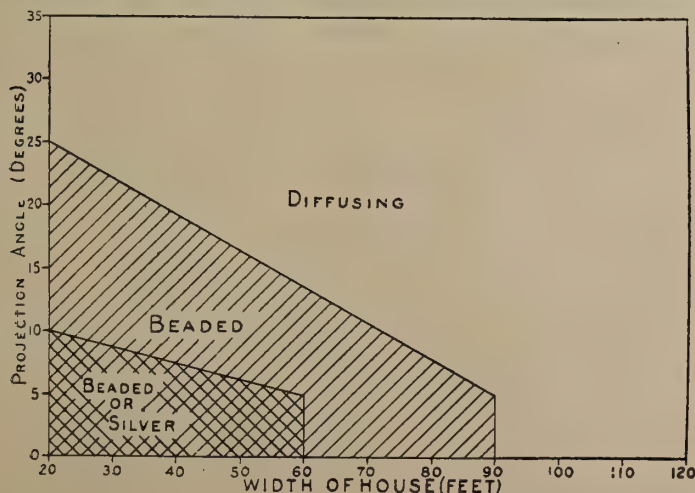 35
30
25
20
15
10
5
0
PROJECTION ANGLE (DEGREES)
DIFFUSING
BEADED
BEADED
OR
SILVER
20 30 40 50 60 70 80 90 100 110 120
WIDTH OF HOUSE (FEET)